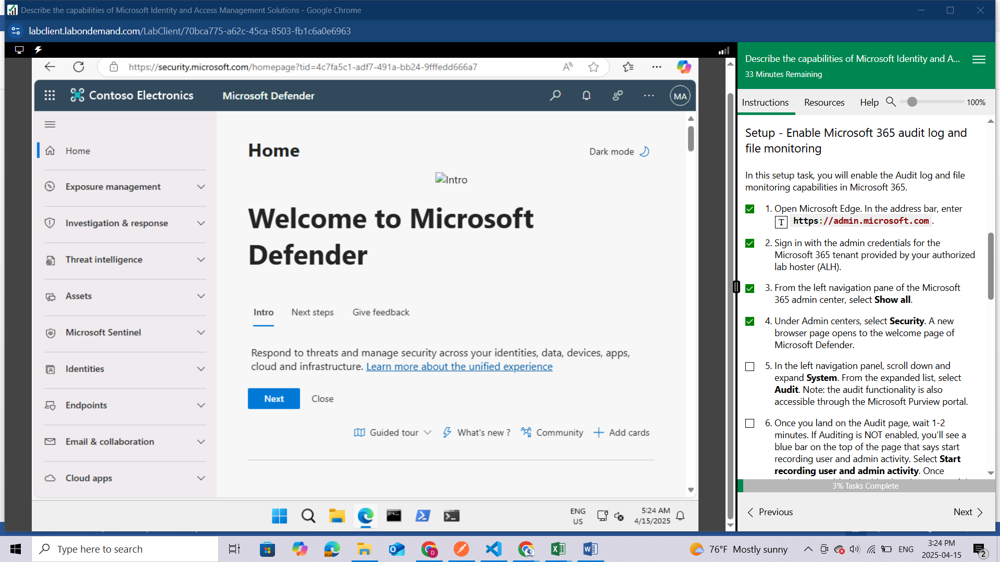 Describe the capabilities of Microsoft Identity and Access Management Solutions - Google Chrome
labclient.labondemand.com/LabClient/70bca775-a62c-45ca-8503-fb1c6a0e6963
https://security.microsoft.com/homepage?tid=4c7fa5c1-adf7-491a-bb24-9fffedd666a7
Contoso Electronics
Microsoft Defender
MA
Home
Exposure management
Investigation & response
Threat intelligence
Assets
Microsoft Sentinel
Identities
Endpoints
Email & collaboration
Cloud apps
Home
Dark mode
Intro
Welcome to Microsoft
Defender
Intro
Next steps
Give feedback
Respond to threats and manage security across your identities, data, devices, apps,
cloud and infrastructure. Learn more about the unified experience
Next
Close
Guided tour
What's new ?
Community
Add cards
ENG
US
5:24 AM
4/15/2025
Describe the capabilities of Microsoft Identity and A...
33 Minutes Remaining
Instructions
Resources
Help
100%
Setup - Enable Microsoft 365 audit log and
file monitoring
In this setup task, you will enable the Audit log and file
monitoring capabilities in Microsoft 365.
1. Open Microsoft Edge. In the address bar, enter
T https://admin.microsoft.com.
2. Sign in with the admin credentials for the
Microsoft 365 tenant provided by your authorized
lab hoster (ALH).
3. From the left navigation pane of the Microsoft
365 admin center, select Show all.
4. Under Admin centers, select Security. A new
browser page opens to the welcome page of
Microsoft Defender.
5. In the left navigation panel, scroll down and
expand System. From the expanded list, select
Audit. Note: the audit functionality is also
accessible through the Microsoft Purview portal.
6. Once you land on the Audit page, wait 1-2
minutes. If Auditing is NOT enabled, you'll see a
blue bar on the top of the page that says start
recording user and admin activity. Select Start
recording user and admin activity. Once
3% Tasks Complete
Previous
Next
Type here to search
76°F Mostly sunny
ENG
3:24 PM
2025-04-15
2